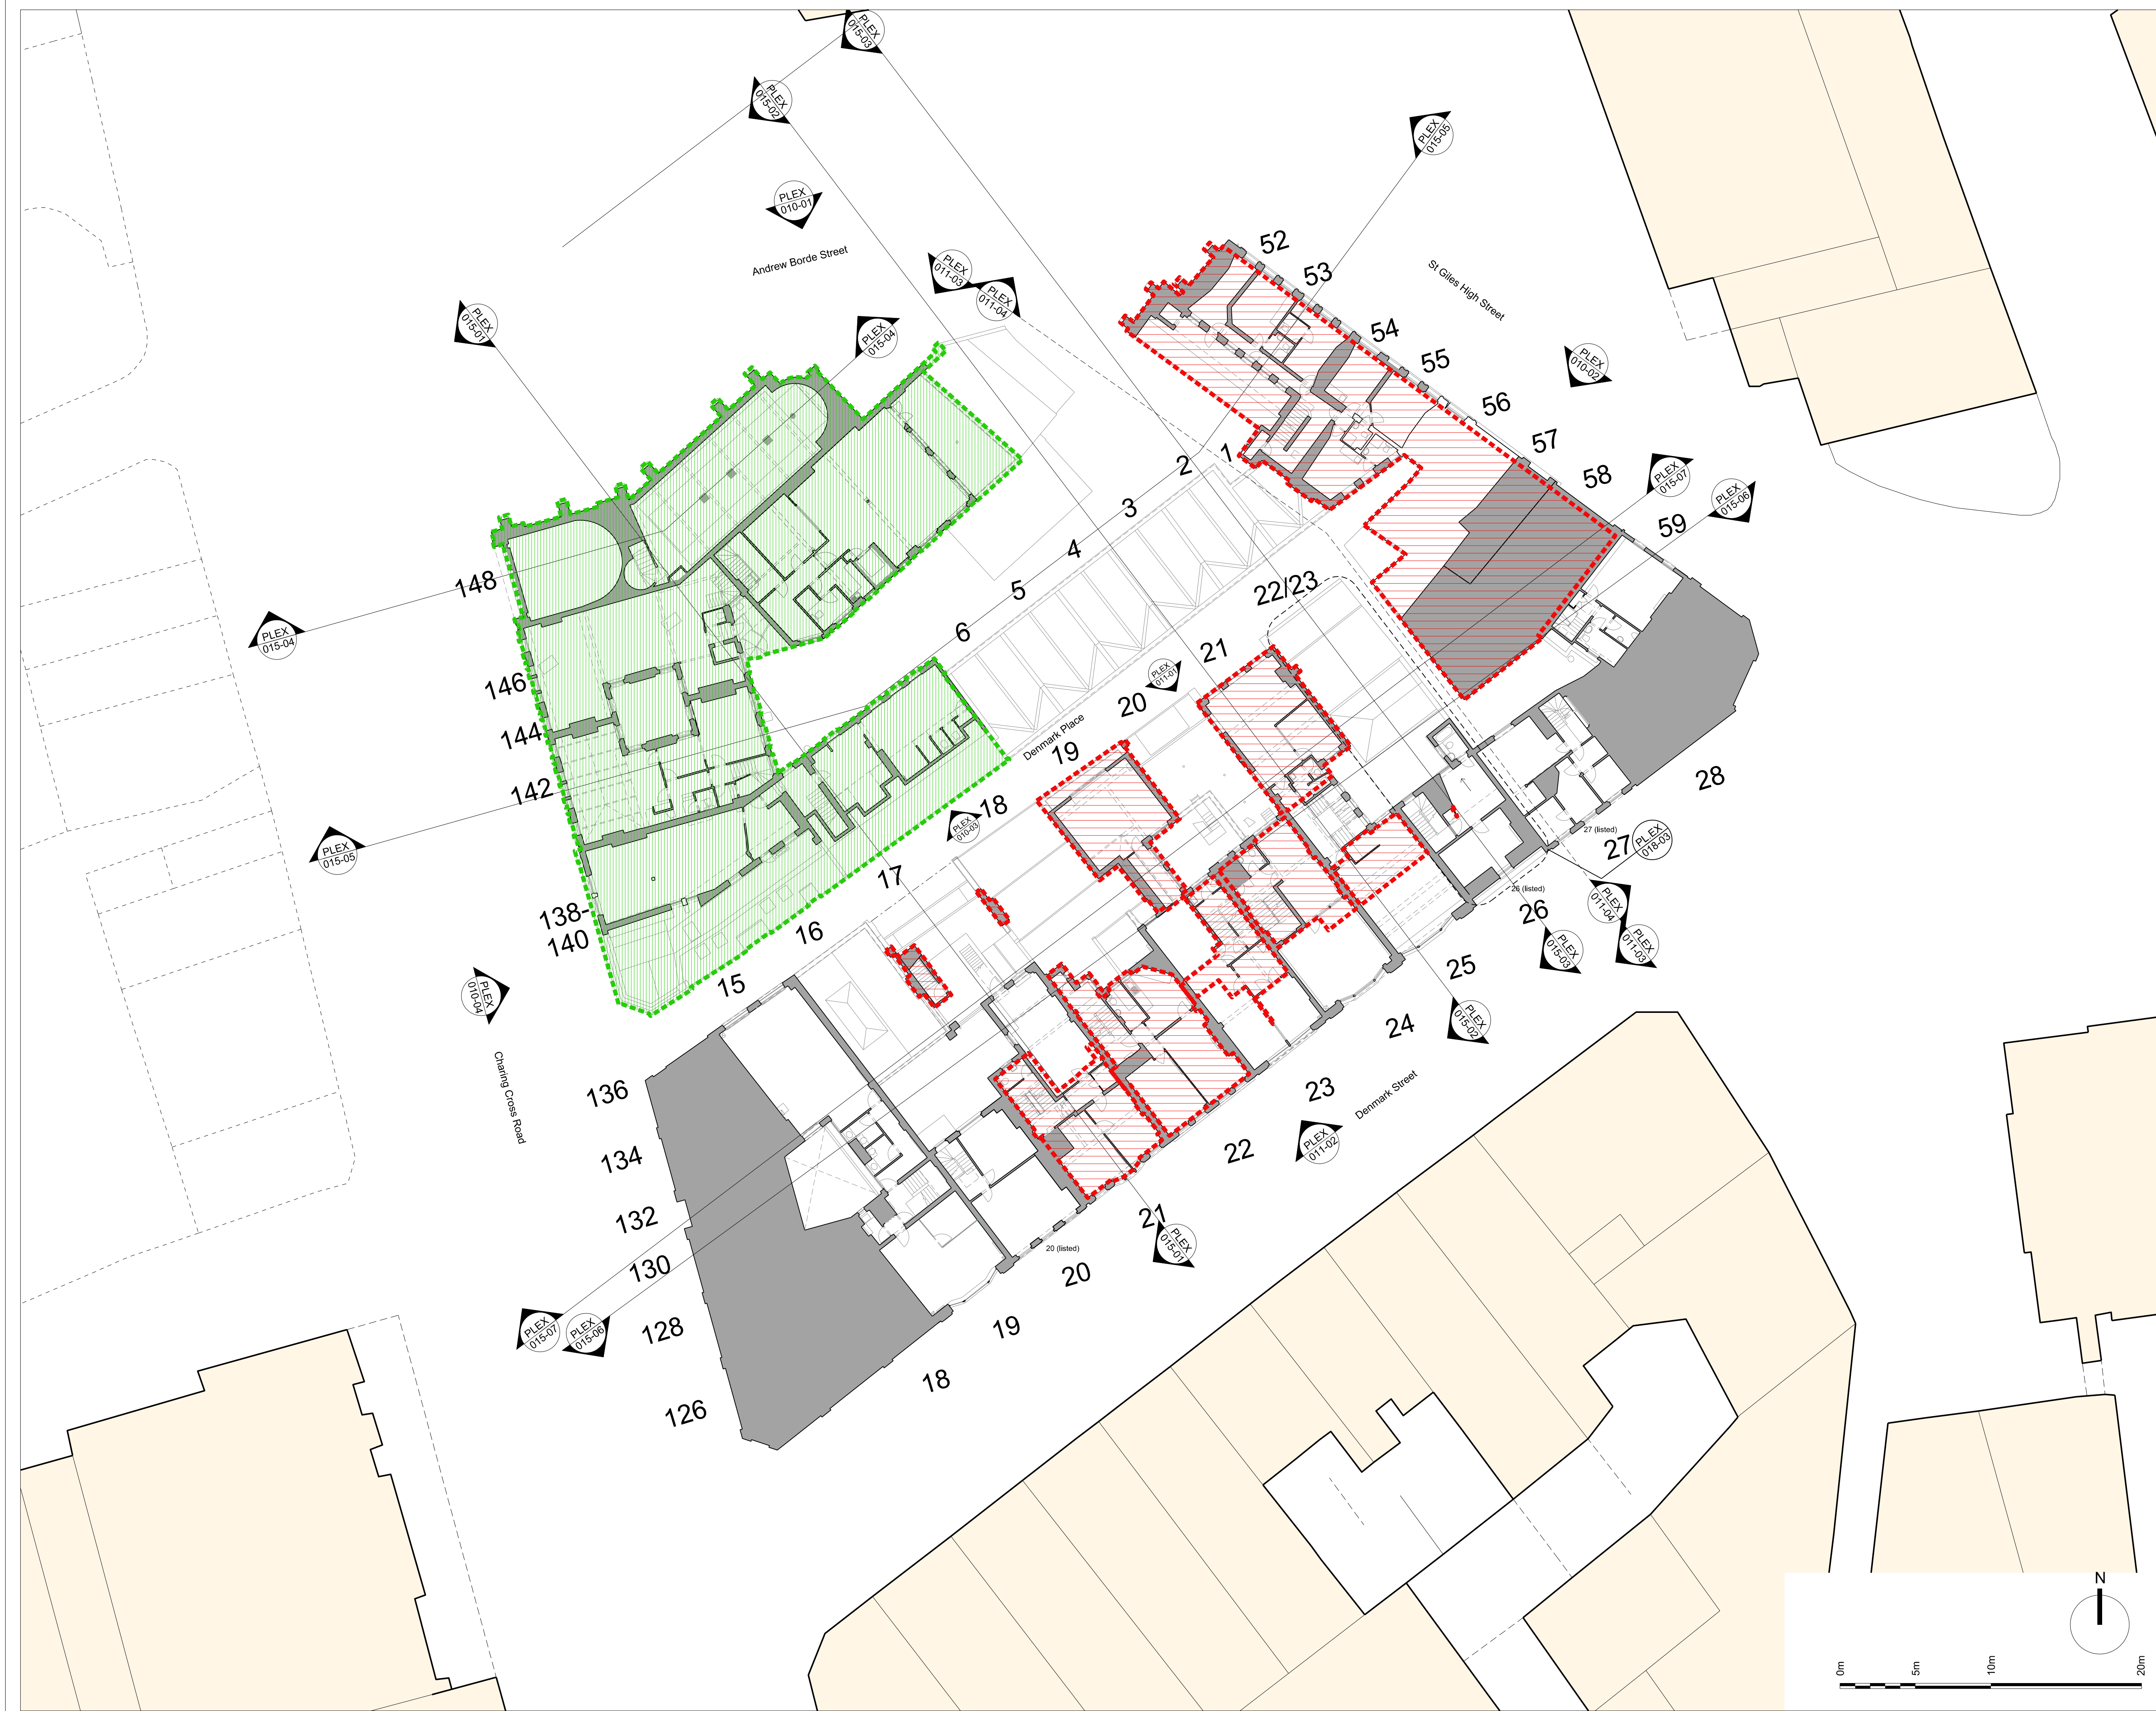 PLEX
015-03
PLEX
015-02
PLEX
015-05
PLEX
010-01
Andrew Borde Street
PLEX
011-03
PLEX
011-04
52
53
St Giles High Street
PLEX
015-01
PLEX
015-04
54
55
PLEX
010-02
56
57
58
PLEX
015-07
PLEX
015-06
59
1
2
3
4
5
6
22/23
148
PLEX
015-04
146
144
142
PLEX
015-05
138-
140
21
PLEX
011-01
20
Denmark Place
19
18
PLEX
010-03
17
16
15
28
27 (listed)
27
PLEX
018-03
26 (listed)
26
PLEX
011-04
PLEX
011-03
PLEX
015-03
25
PLEX
015-02
24
PLEX
010-04
Charing Cross Road
136
134
132
130
128
126
23
Denmark Street
PLEX
011-02
22
21
PLEX
015-01
20 (listed)
20
19
18
PLEX
015-07
PLEX
015-06
N
0m
5m
10m
20m